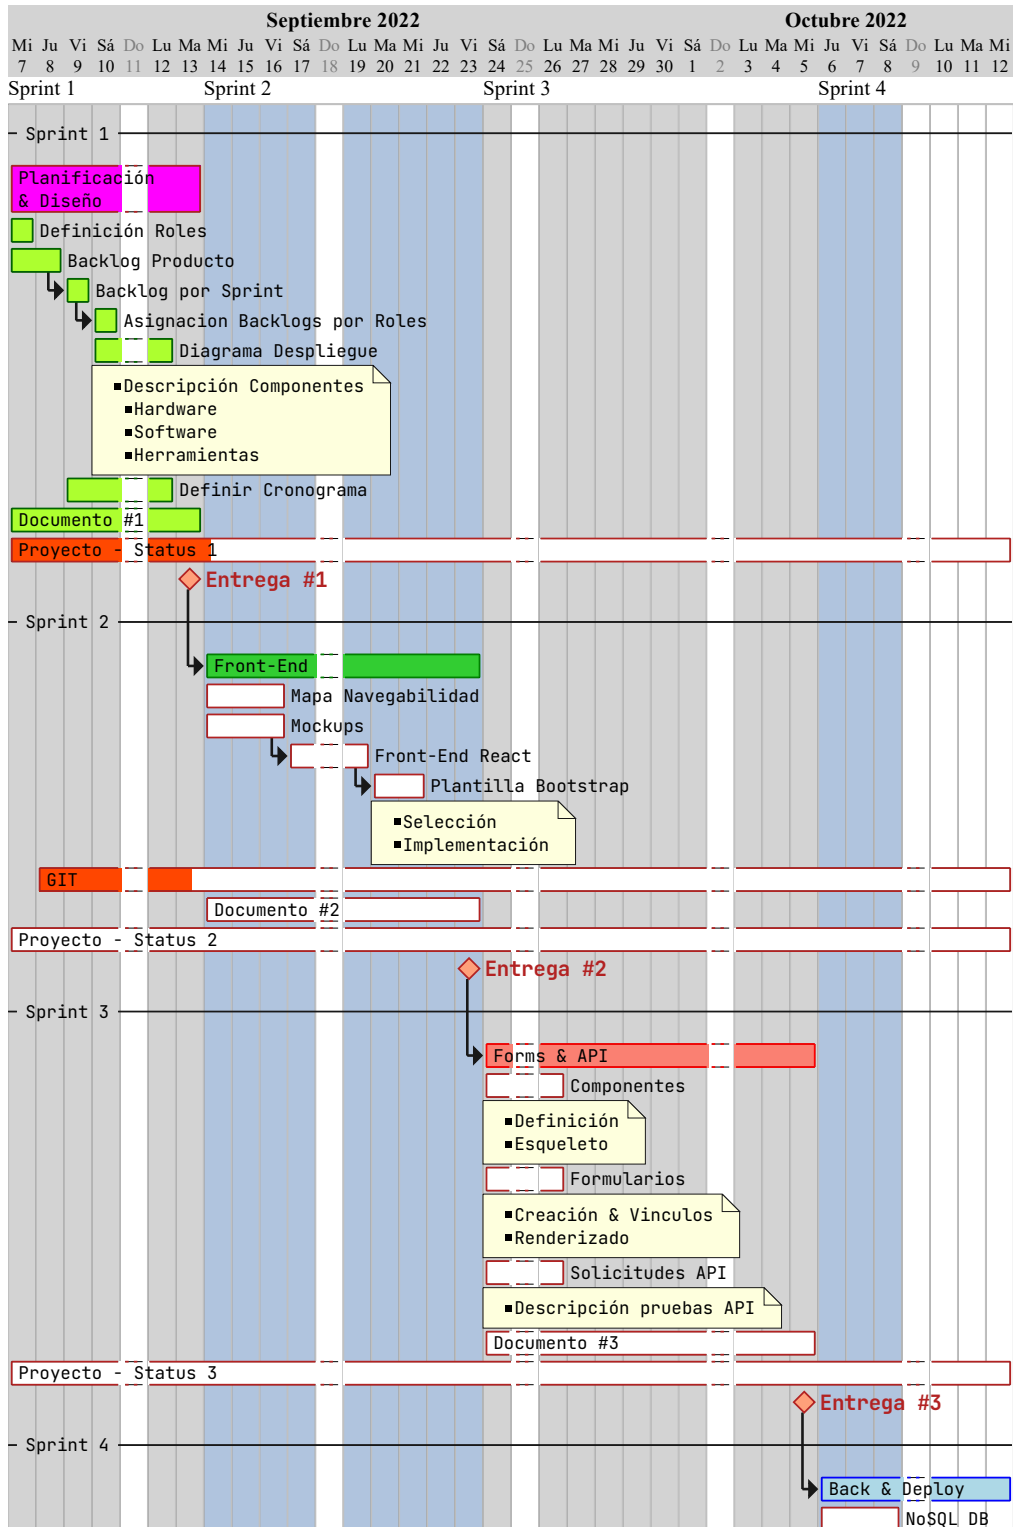 Septiembre 2022 Octubre 2022
Mi Ju Vi Sá Do Lu Ma Mi Ju Vi Sá Do Lu Ma Mi Ju Vi Sá Do Lu Ma Mi Ju Vi Sá Do Lu Ma Mi Ju Vi Sá Do Lu Ma Mi
7 8 9 10 11 12 13 14 15 16 17 18 19 20 21 22 23 24 25 26 27 28 29 30 1 2 3 4 5 6 7 8 9 10 11 12
Sprint 1 Sprint 2 Sprint 3 Sprint 4
Sprint 1
Planificación
& Diseño
Definición Roles
Backlog Producto
Backlog por Sprint
Asignacion Backlogs por Roles
Diagrama Despliegue
Descripción Componentes
Hardware
Software
Herramientas
Definir Cronograma
Documento #1
Proyecto - Status 1
Entrega #1
Sprint 2
Front-End
Mapa Navegabilidad
Mockups
Front-End React
Plantilla Bootstrap
Selección
Implementación
GIT
Documento #2
Proyecto - Status 2
Entrega #2
Sprint 3
Forms & API
Componentes
Definición
Esqueleto
Formularios
Creación & Vinculos
Renderizado
Solicitudes API
Descripción pruebas API
Documento #3
Proyecto - Status 3
Entrega #3
Sprint 4
Back & Deploy
NoSQL DB